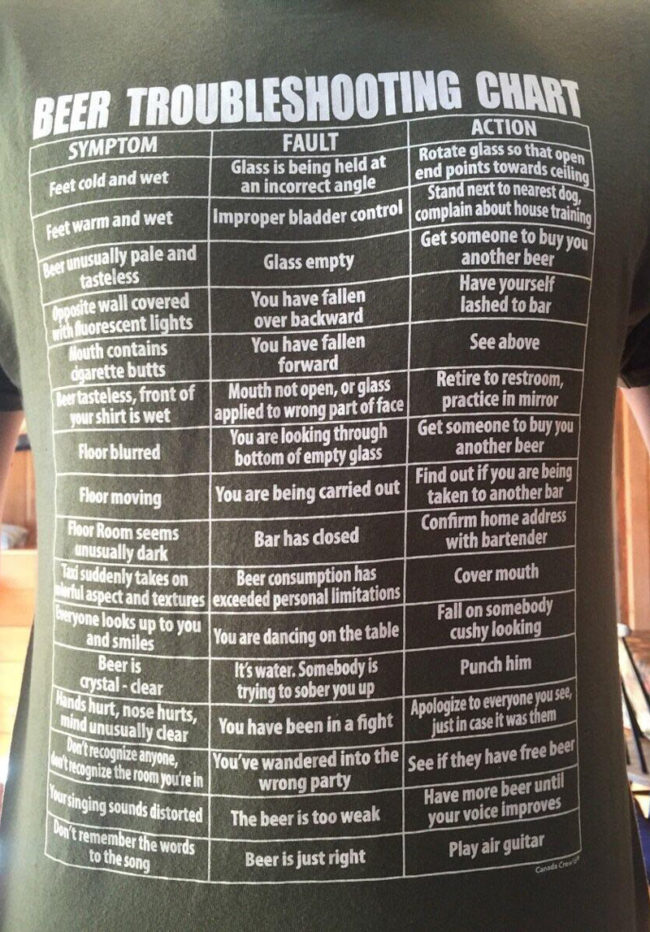 BEER TROUBLESHOOTING CHART
SYMPTOM FAULT ACTION
Feet cold and wet
Glass is being held at
an incorrect angle
Rotate glass so that open
end points towards ceiling
Feet warm and wet
Improper bladder control
Stand next to nearest dog,
complain about house training
Beer unusually pale and
tasteless
Glass empty
Get someone to buy you
another beer
Opposite wall covered
with fluorescent lights
You have fallen
over backward
Have yourself
lashed to bar
Mouth contains
cigarette butts
You have fallen
forward
See above
Beer tasteless, front of
your shirt is wet
Mouth not open, or glass
applied to wrong part of face
Retire to restroom,
practice in mirror
Floor blurred
You are looking through
bottom of empty glass
Get someone to buy you
another beer
Floor moving
You are being carried out
Find out if you are being
taken to another bar
Floor Room seems
unusually dark
Bar has closed
Confirm home address
with bartender
Taxi suddenly takes on
colorful aspect and textures
Beer consumption has
exceeded personal limitations
Cover mouth
Everyone looks up to you
and smiles
You are dancing on the table
Fall on somebody
cushy looking
Beer is
crystal - clear
It's water. Somebody is
trying to sober you up
Punch him
Hands hurt, nose hurts,
mind unusually clear
You have been in a fight
Apologize to everyone you see,
just in case it was them
Don't recognize anyone,
don't recognize the room you're in
You've wandered into the
wrong party
See if they have free beer
Your singing sounds distorted
The beer is too weak
Have more beer until
your voice improves
Don't remember the words
to the song
Beer is just right
Play air guitar
Canada